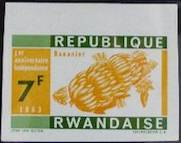 REPUBLIQUE
1er anniversaire
Indépendance
Bananier
7F
1963
RWANDAISE